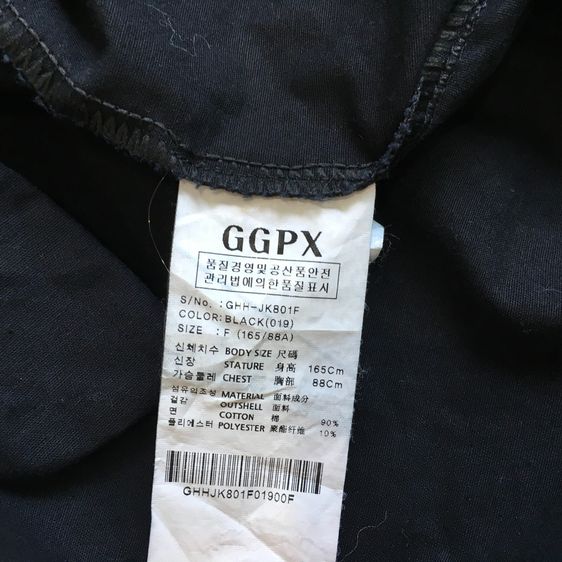 GGPX
품질경영및공산품안전
관리법에의한품질표시
S/No. : GHH-JK801F
COLOR: BLACK(019)
SIZE : F (165/88A)
신체치수 BODY SIZE 尺碼
신장 STATURE 身高 165Cm
가슴둘레 CHEST 胸部 88Cm
섬유의조성 MATERIAL 面料成分
겉감 OUTSHELL 面料
면 COTTON 棉 90%
폴리에스터 POLYESTER 聚酯纤维 10%
GHHJK801F01900F